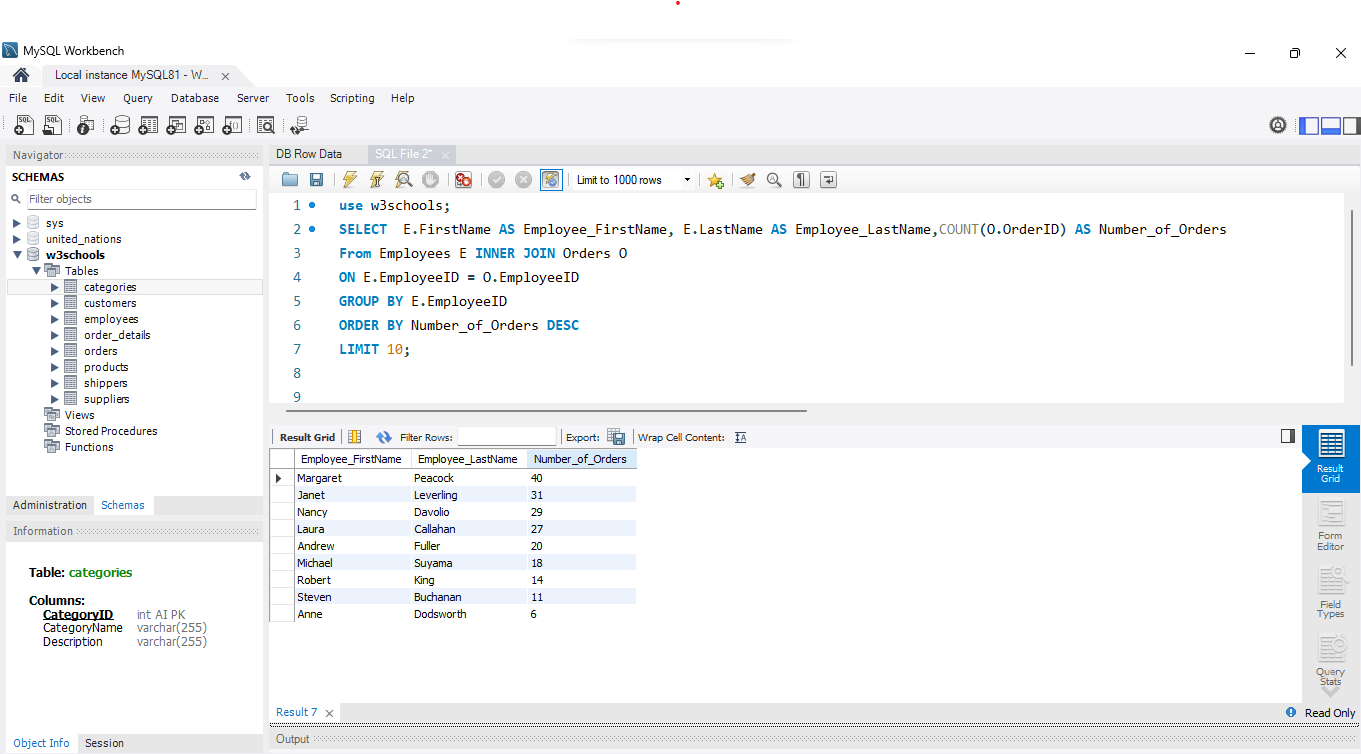 MySQL Workbench
Local instance MySQL81 - W...
File Edit View Query Database Server Tools Scripting Help
Navigator
SCHEMAS
Filter objects
sys
united_nations
w3schools
Tables
categories
customers
employees
order_details
orders
products
shippers
suppliers
Views
Stored Procedures
Functions
Administration Schemas
Information
Table: categories
Columns:
CategoryID int AI PK
CategoryName varchar(255)
Description varchar(255)
Object Info Session
DB Row Data SQL File 2*
Limit to 1000 rows
1 use w3schools;
2 SELECT E.FirstName AS Employee_FirstName, E.LastName AS Employee_LastName,COUNT(O.OrderID) AS Number_of_Orders
3 From Employees E INNER JOIN Orders O
4 ON E.EmployeeID = O.EmployeeID
5 GROUP BY E.EmployeeID
6 ORDER BY Number_of_Orders DESC
7 LIMIT 10;
8
9
Result Grid Filter Rows: Export: Wrap Cell Content: IA
Employee_FirstName Employee_LastName Number_of_Orders
Margaret Peacock 40
Janet Leverling 31
Nancy Davolio 29
Laura Callahan 27
Andrew Fuller 20
Michael Suyama 18
Robert King 14
Steven Buchanan 11
Anne Dodsworth 6
Result
Grid
Form
Editor
Field
Types
Query
Stats
Result 7
Read Only
Output